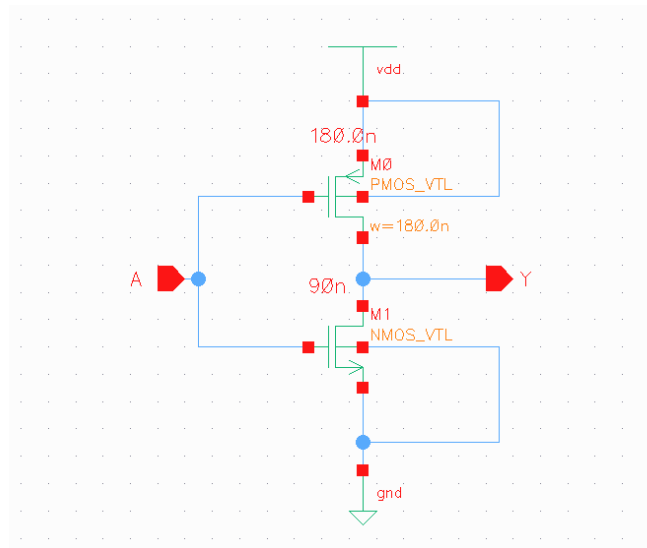 vdd
180.0n
M0
PMOS_VTL
w=180.0n
A
Y
90n
M1
NMOS_VTL
gnd